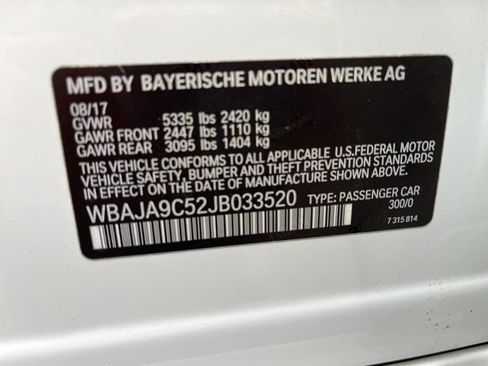 MFD BY BAYERISCHE MOTOREN WERKE AG
08/17
GVWR 5335 lbs 2420 kg
GAWR FRONT 2447 lbs 1110 kg
GAWR REAR 3095 lbs 1404 kg
THIS VEHICLE CONFORMS TO ALL APPLICABLE U.S.FEDERAL MOTOR
VEHICLE SAFETY, BUMPER AND THEFT PREVENTION STANDARDS
IN EFFECT ON THE DATE OF MANUFACTURE SHOWN ABOVE.
WBAJA9C52JB033520 TYPE: PASSENGER CAR
300/0
7 315 814